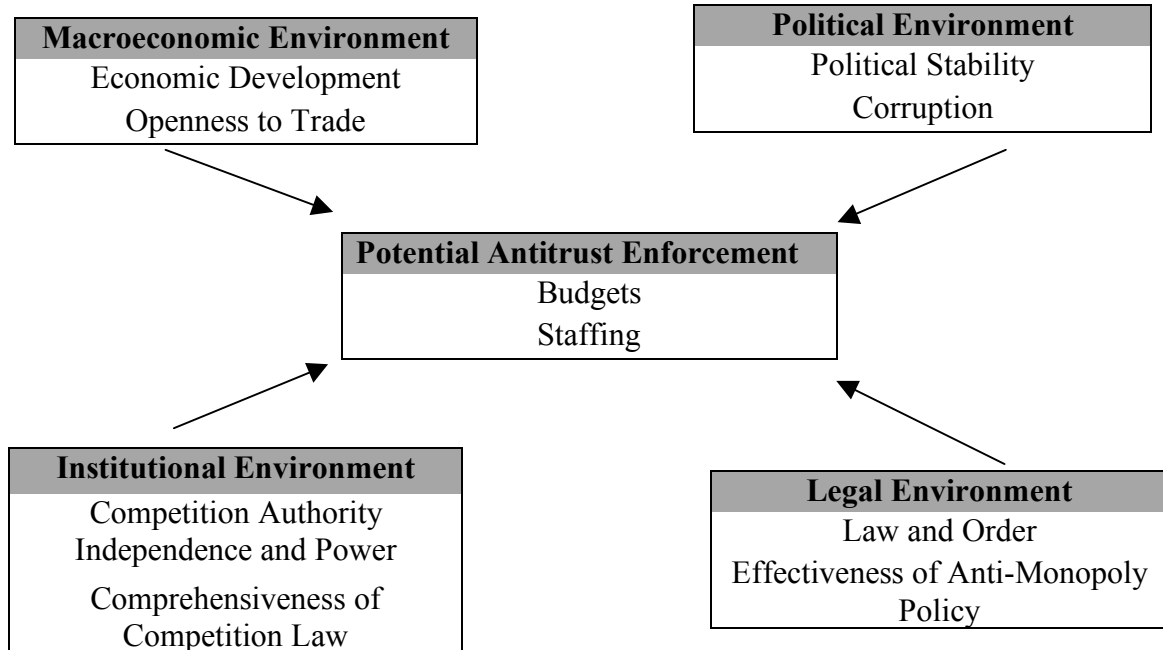 Macroeconomic Environment
Economic Development
Openness to Trade
Political Environment
Political Stability
Corruption
Potential Antitrust Enforcement
Budgets
Staffing
Institutional Environment
Competition Authority
Independence and Power
Comprehensiveness of
Competition Law
Legal Environment
Law and Order
Effectiveness of Anti-Monopoly
Policy